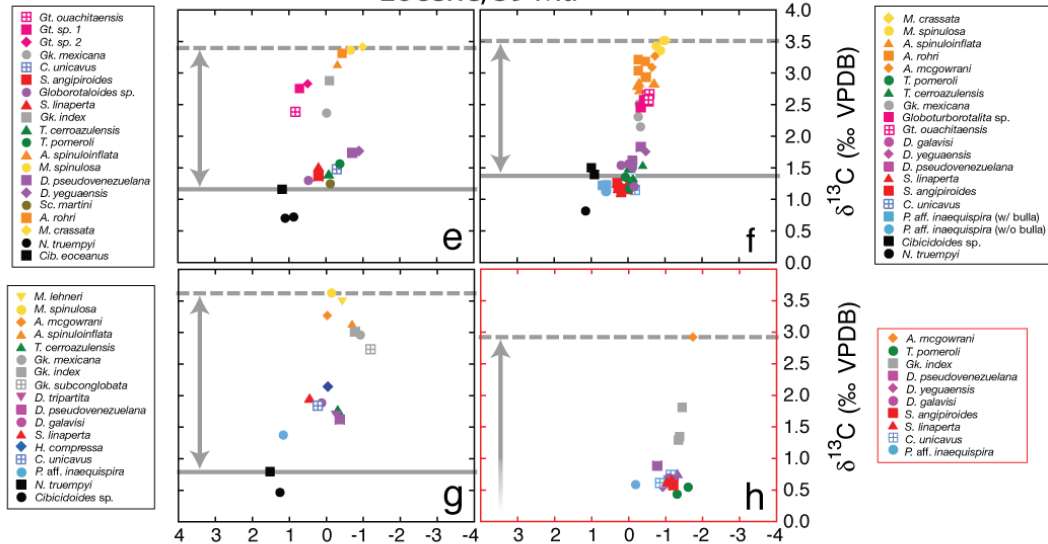 Gt. ouachitaensis
Gt. sp. 1
Gt. sp. 2
Gk. mexicana
C. unicavus
S. angiporoides
Globorotaloides sp.
S. linaperta
Gk. index
T. cerroazulensis
T. pomeroli
A. spinuloinflata
M. spinulosa
D. pseudovenezuelana
D. yeguaensis
Sc. martini
A. rohri
M. crassata
N. truempyi
Cib. eoceanus
e
f
4.0
3.5
3.0
2.5
2.0
1.5
1.0
0.5
0.0
δ13C (‰ VPDB)
M. crassata
M. spinulosa
A. spinuloinflata
A. rohri
A. mcgowrani
T. pomeroli
T. cerroazulensis
Gk. mexicana
Globoturborotalita sp.
Gt. ouachitaensis
D. galavisi
D. yeguaensis
D. pseudovenezuelana
S. linaperta
S. angiporoides
C. unicavus
P. aff. inaequispira (w/ bulla)
P. aff. inaequispira (w/o bulla)
Cibicidoides sp.
N. truempyi
M. lehneri
M. spinulosa
A. mcgowrani
A. spinuloinflata
T. cerroazulensis
Gk. mexicana
Gk. index
Gk. subconglobata
D. tripartita
D. pseudovenezuelana
D. galavisi
S. linaperta
H. compressa
C. unicavus
P. aff. inaequispira
N. truempyi
Cibicidoides sp.
g
4 3 2 1 0 -1 -2 -3 -4
h
3 2 1 0 -1 -2 -3 -4
3.5
3.0
2.5
2.0
1.5
1.0
0.5
0.0
δ13C (‰ VPDB)
A. mcgowrani
T. pomeroli
Gk. index
D. pseudovenezuelana
D. yeguaensis
D. galavisi
S. angiporoides
S. linaperta
C. unicavus
P. aff. inaequispira